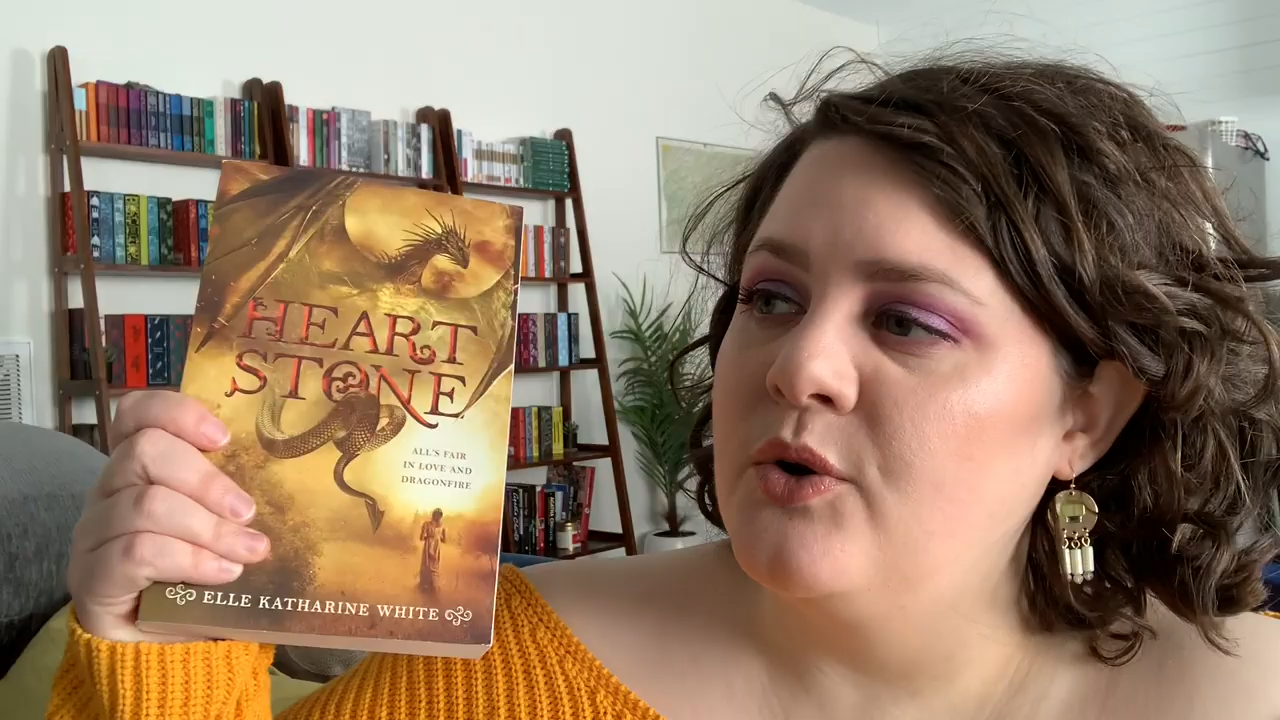 HEART
STONE
ALL'S FAIR
IN LOVE AND
DRAGONFIRE
ELLE KATHARINE WHITE